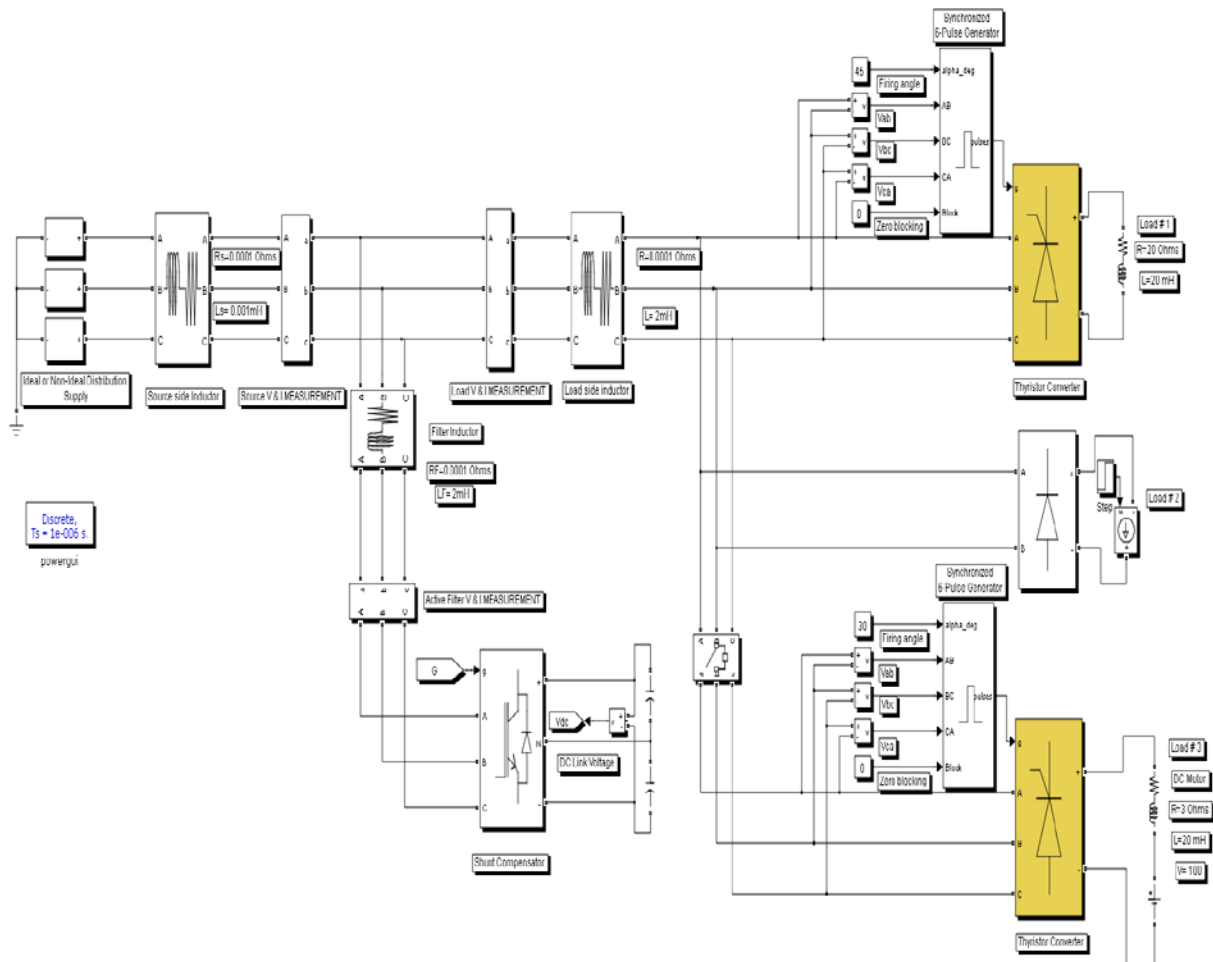 Synchronized
6-Pulse Generator
45
alpha_deg
Firing angle
AB
Vab
BC
pulses
Vbc
CA
Vca
0
Block
Zero blocking
g
A
B
C
+
-
Load # 1
R=20 Ohms
L=20 mH
Thyristor Converter
Rs=0.0001 Ohms
Ls= 0.001mH
R=0.0001 Ohms
L= 2mH
Ideal or Non-Ideal Distribution
Supply
Source side Inductor
Source V & I MEASUREMENT
Load V & I MEASUREMENT
Load side inductor
Filter Inductor
RF=0.0001 Ohms
LF= 2mH
Discrete,
Ts = 1e-006 s.
powergui
Step
Load # 2
Active Filter V & I MEASUREMENT
G
g
A
B
C
+
N
-
Vdc
DC Link Voltage
Shunt Compensator
Synchronized
6-Pulse Generator
30
alpha_deg
Firing angle
AB
Vab
BC
pulses
Vbc
CA
Vca
0
Block
Zero blocking
g
A
B
C
+
-
Load # 3
DC Motor
R=3 Ohms
L=20 mH
V= 100
Thyristor Converter